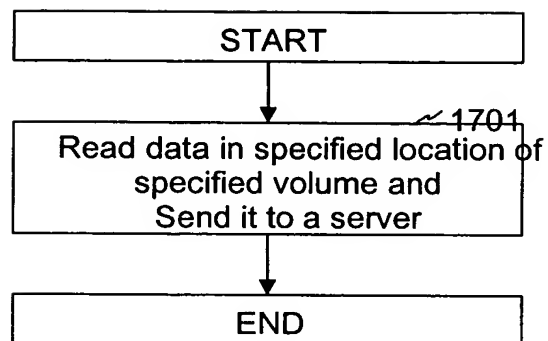 START
1701
Read data in specified location of
specified volume and
Send it to a server
END